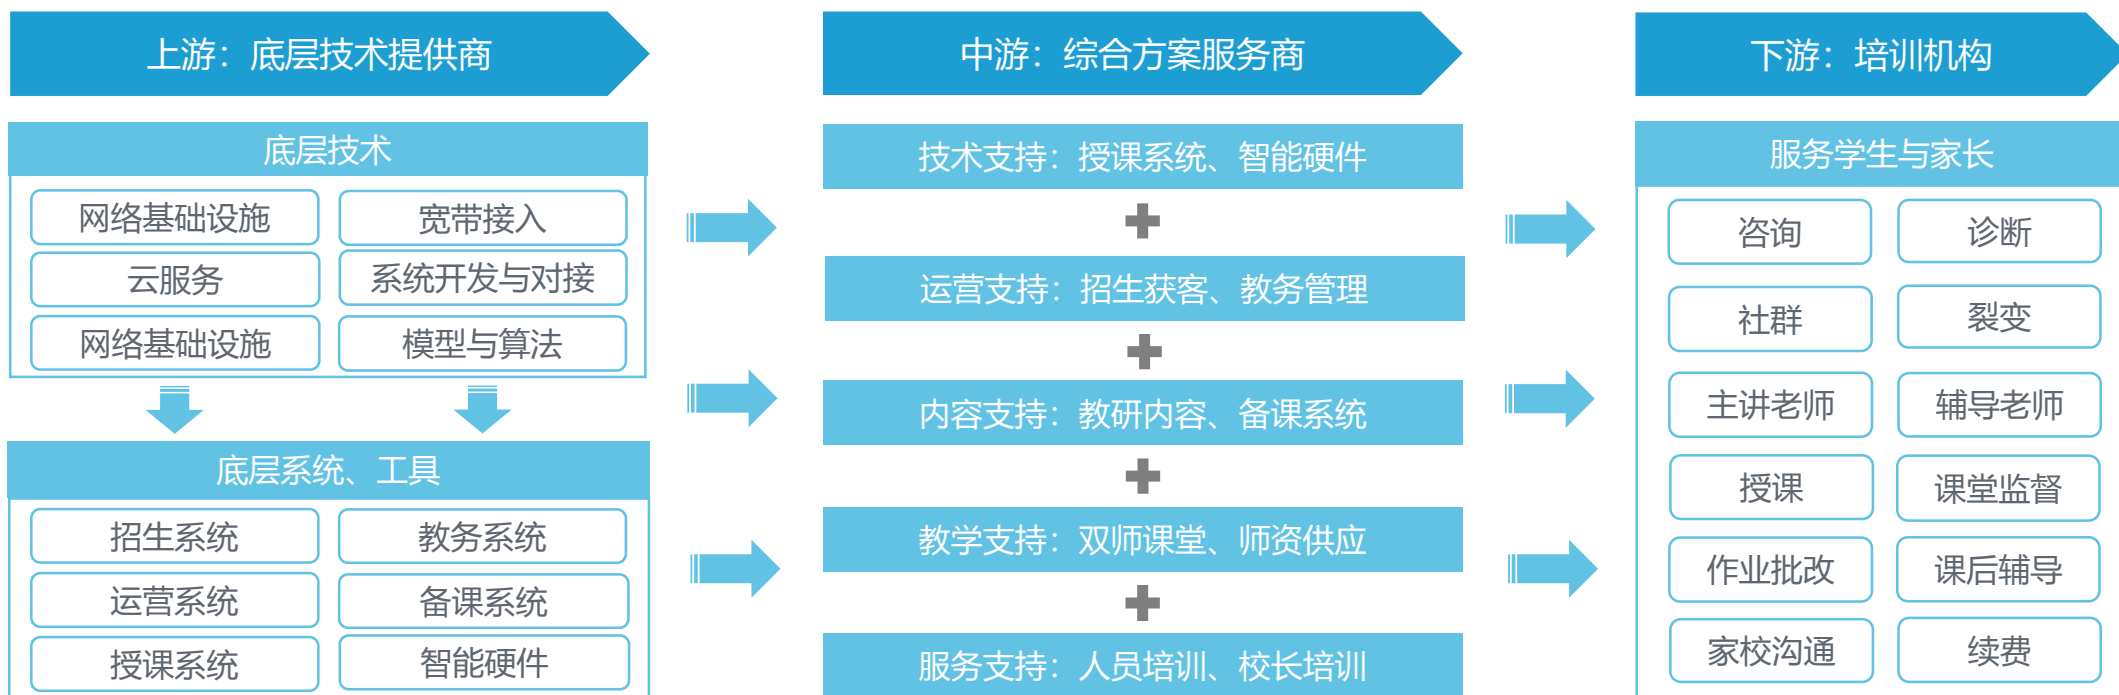 上游：底层技术提供商
底层技术
网络基础设施
宽带接入
云服务
系统开发与对接
网络基础设施
模型与算法
底层系统、工具
招生系统
教务系统
运营系统
备课系统
授课系统
智能硬件
中游：综合方案服务商
技术支持：授课系统、智能硬件
运营支持：招生获客、教务管理
内容支持：教研内容、备课系统
教学支持：双师课堂、师资供应
服务支持：人员培训、校长培训
下游：培训机构
服务学生与家长
咨询
诊断
社群
裂变
主讲老师
辅导老师
授课
课堂监督
作业批改
课后辅导
家校沟通
续费